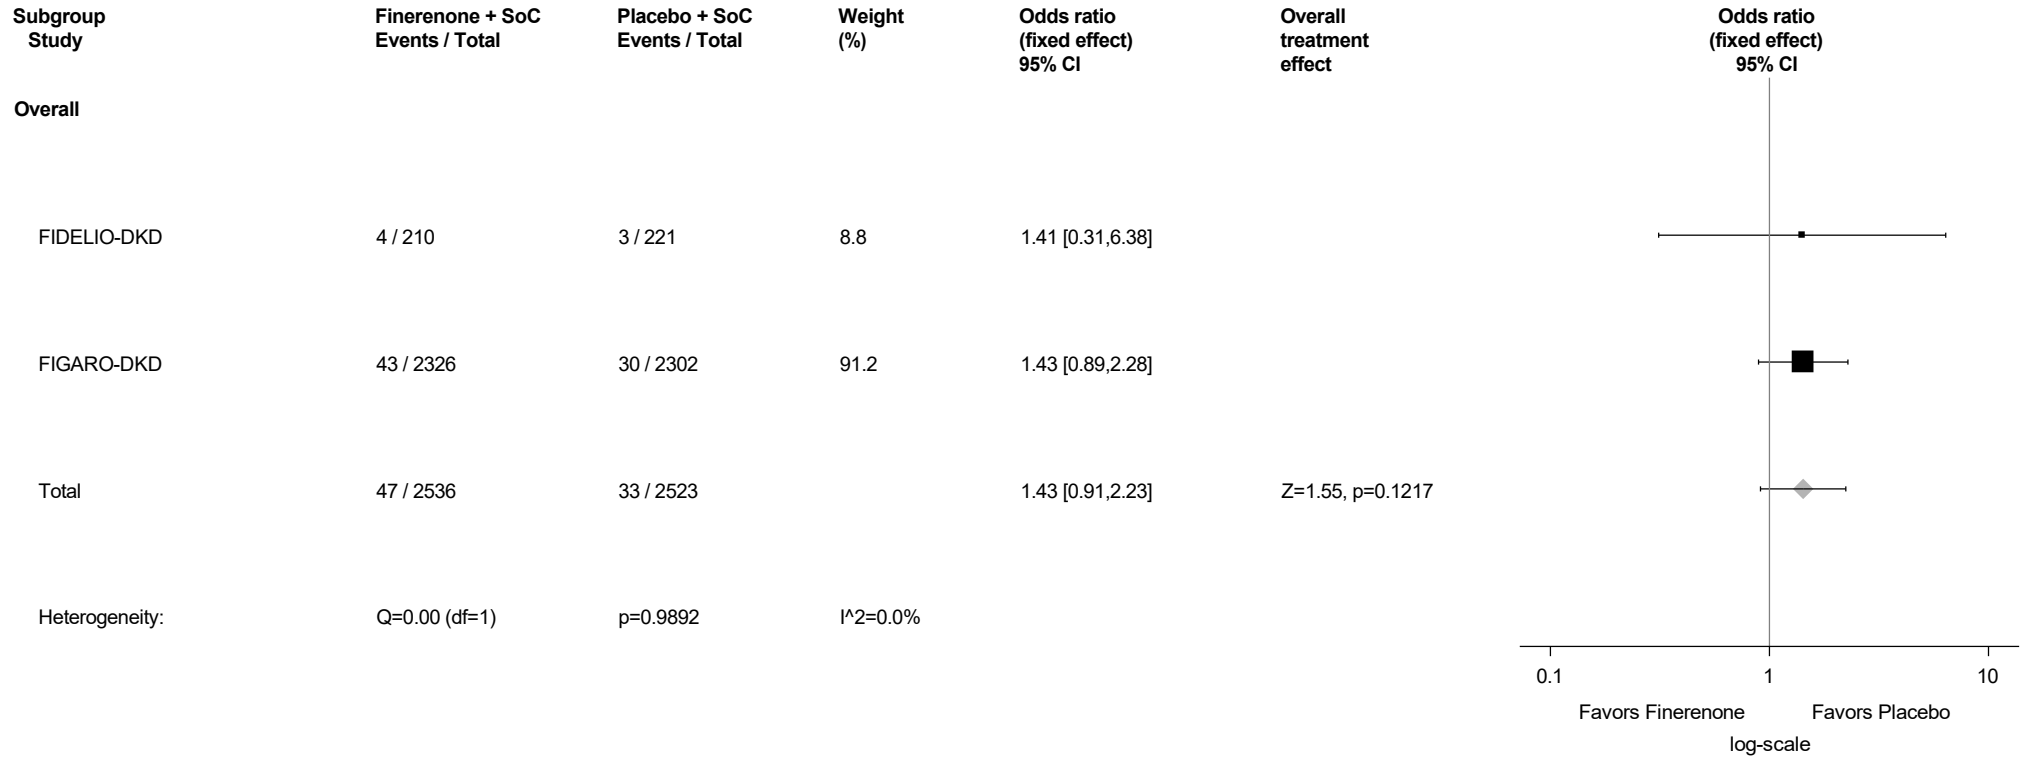 Subgroup Finerenone + SoC Placebo + SoC Weight Odds ratio Overall Odds ratio
Study Events / Total Events / Total (%) (fixed effect) treatment (fixed effect)
95% CI effect 95% CI
Overall
FIDELIO-DKD 4 / 210 3 / 221 8.8 1.41 [0.31,6.38]
FIGARO-DKD 43 / 2326 30 / 2302 91.2 1.43 [0.89,2.28]
Total 47 / 2536 33 / 2523 1.43 [0.91,2.23] Z=1.55, p=0.1217
Heterogeneity: Q=0.00 (df=1) p=0.9892 I^2=0.0%
0.1 1 10
Favors Finerenone Favors Placebo
log-scale